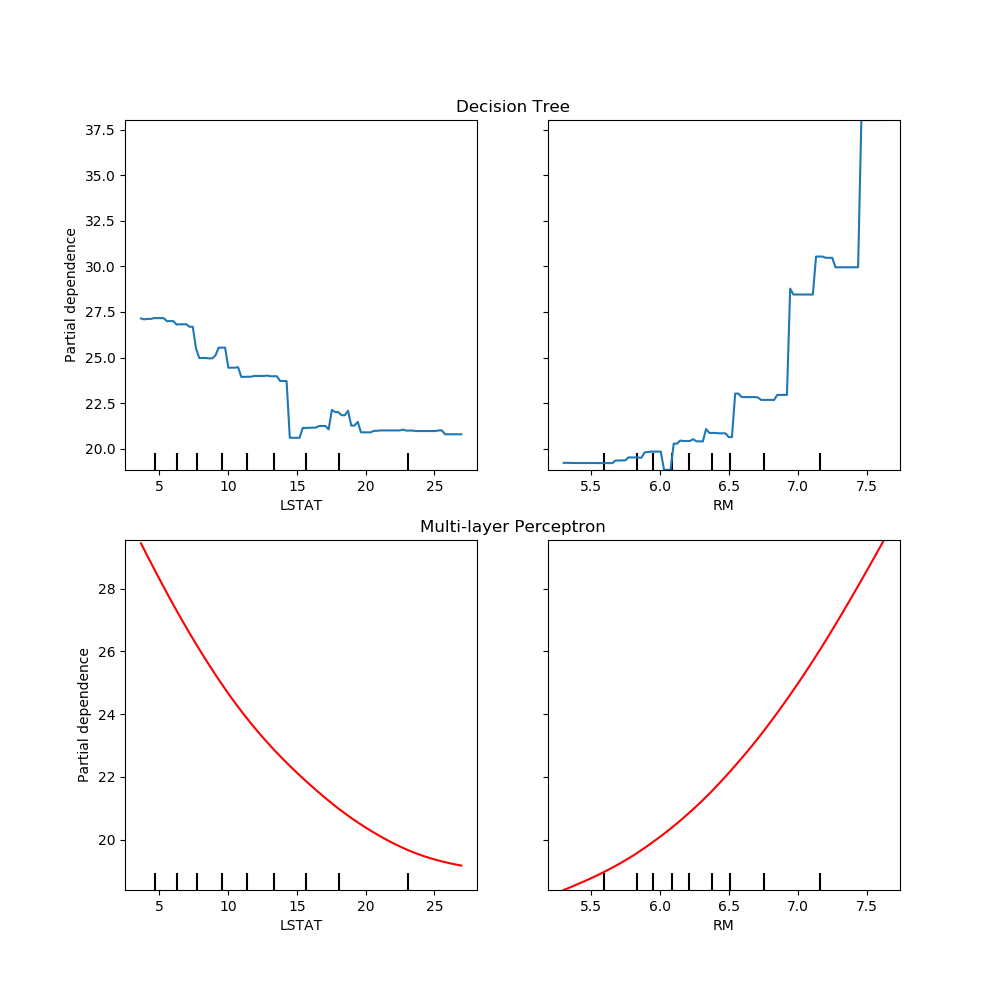 Decision Tree
Partial dependence
37.5
35.0
32.5
30.0
27.5
25.0
22.5
20.0
5 10 15 20 25
LSTAT
5.5 6.0 6.5 7.0 7.5
RM
Multi-layer Perceptron
Partial dependence
28
26
24
22
20
5 10 15 20 25
LSTAT
5.5 6.0 6.5 7.0 7.5
RM